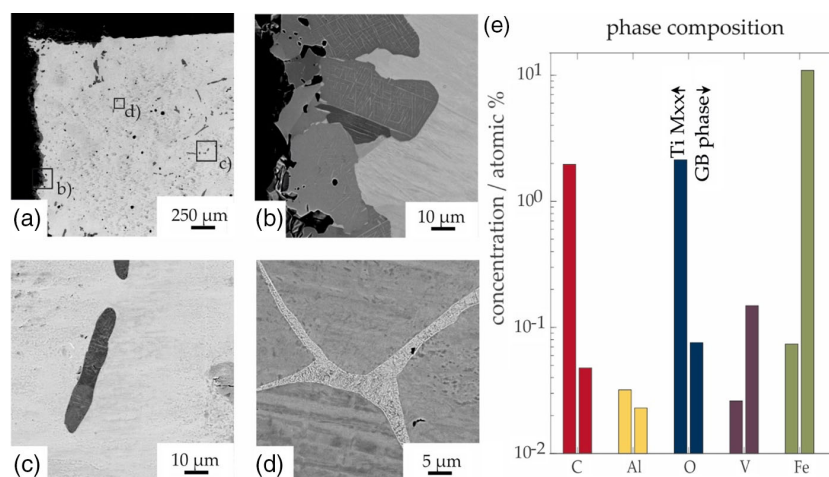 (e)
phase composition
d)
c)
b)
(a)
250 µm
(b)
10 µm
(c)
10 µm
(d)
5 µm
concentration / atomic %
10¹
10⁰
10⁻¹
10⁻²
Ti Mxx
GB phase
C Al O V Fe